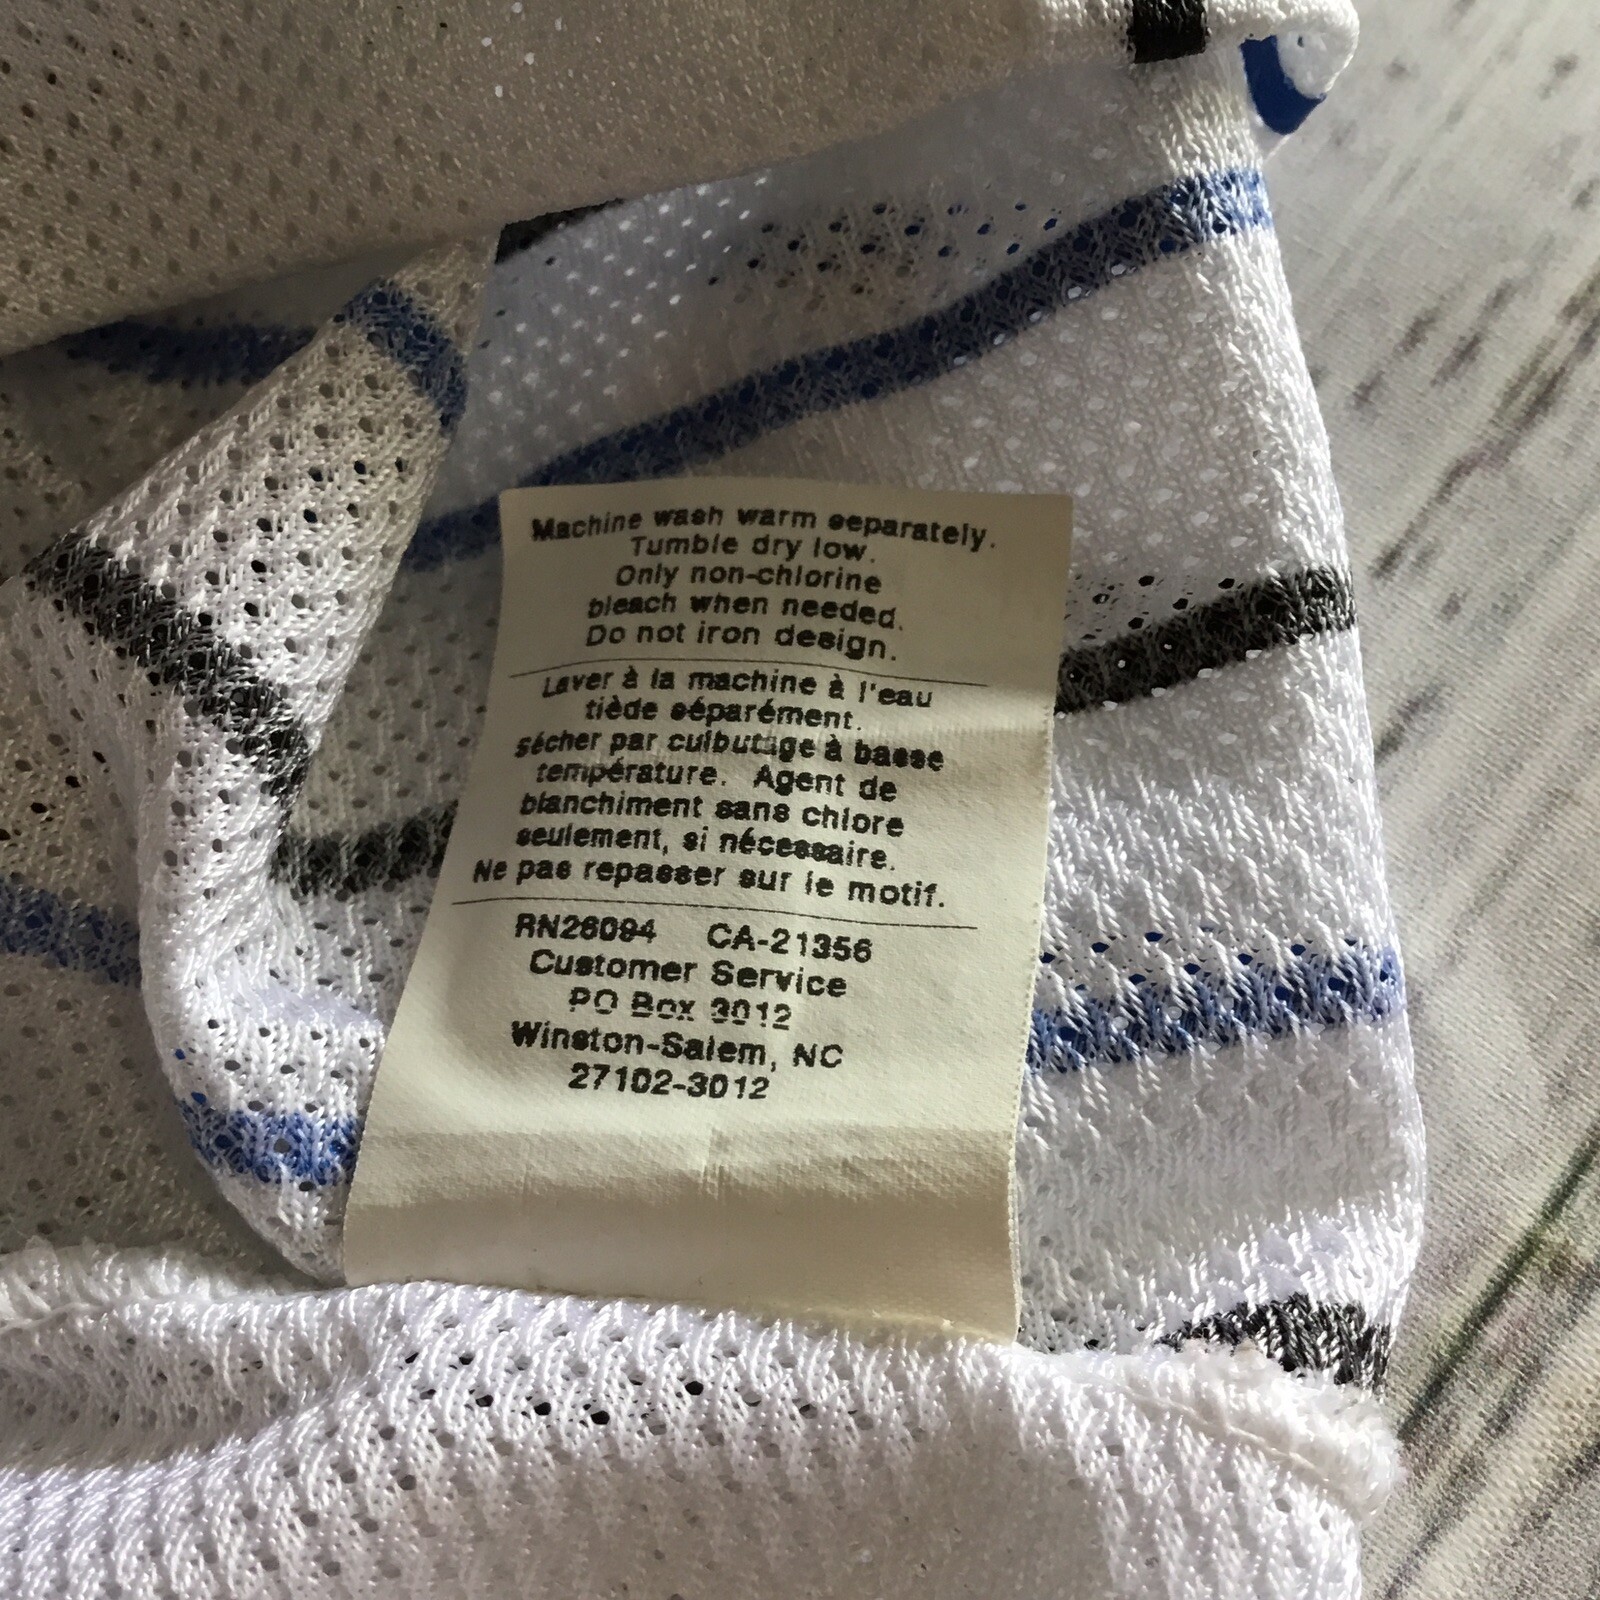 Machine wash warm separately.
Tumble dry low.
Only non-chlorine
bleach when needed.
Do not iron design.
Laver à la machine à l'eau
tiède séparément.
sécher par culbutage à basse
température. Agent de
blanchiment sans chlore
seulement, si nécessaire.
Ne pas repasser sur le motif.
RN26094 CA-21356
Customer Service
PO Box 3012
Winston-Salem, NC
27102-3012